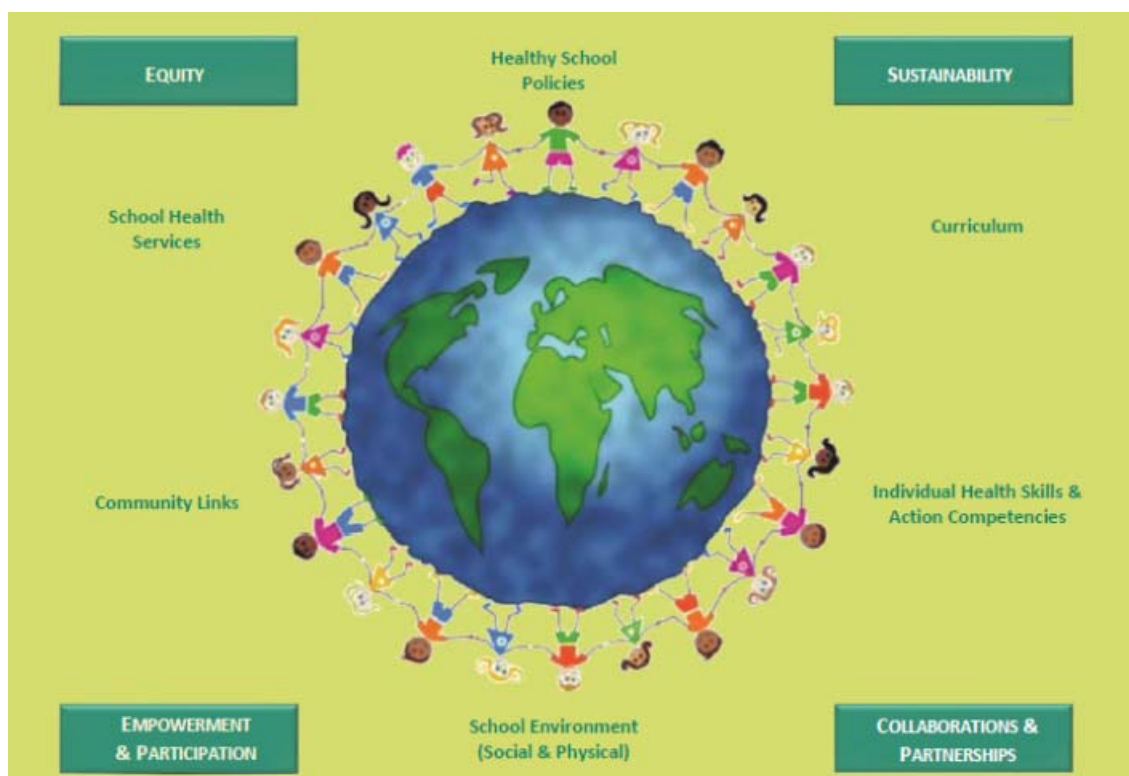 EQUITY
Healthy School
Policies
SUSTAINABILITY
School Health
Services
Curriculum
Community Links
Individual Health Skills &
Action Competencies
EMPOWERMENT
& PARTICIPATION
School Environment
(Social & Physical)
COLLABORATIONS &
PARTNERSHIPS